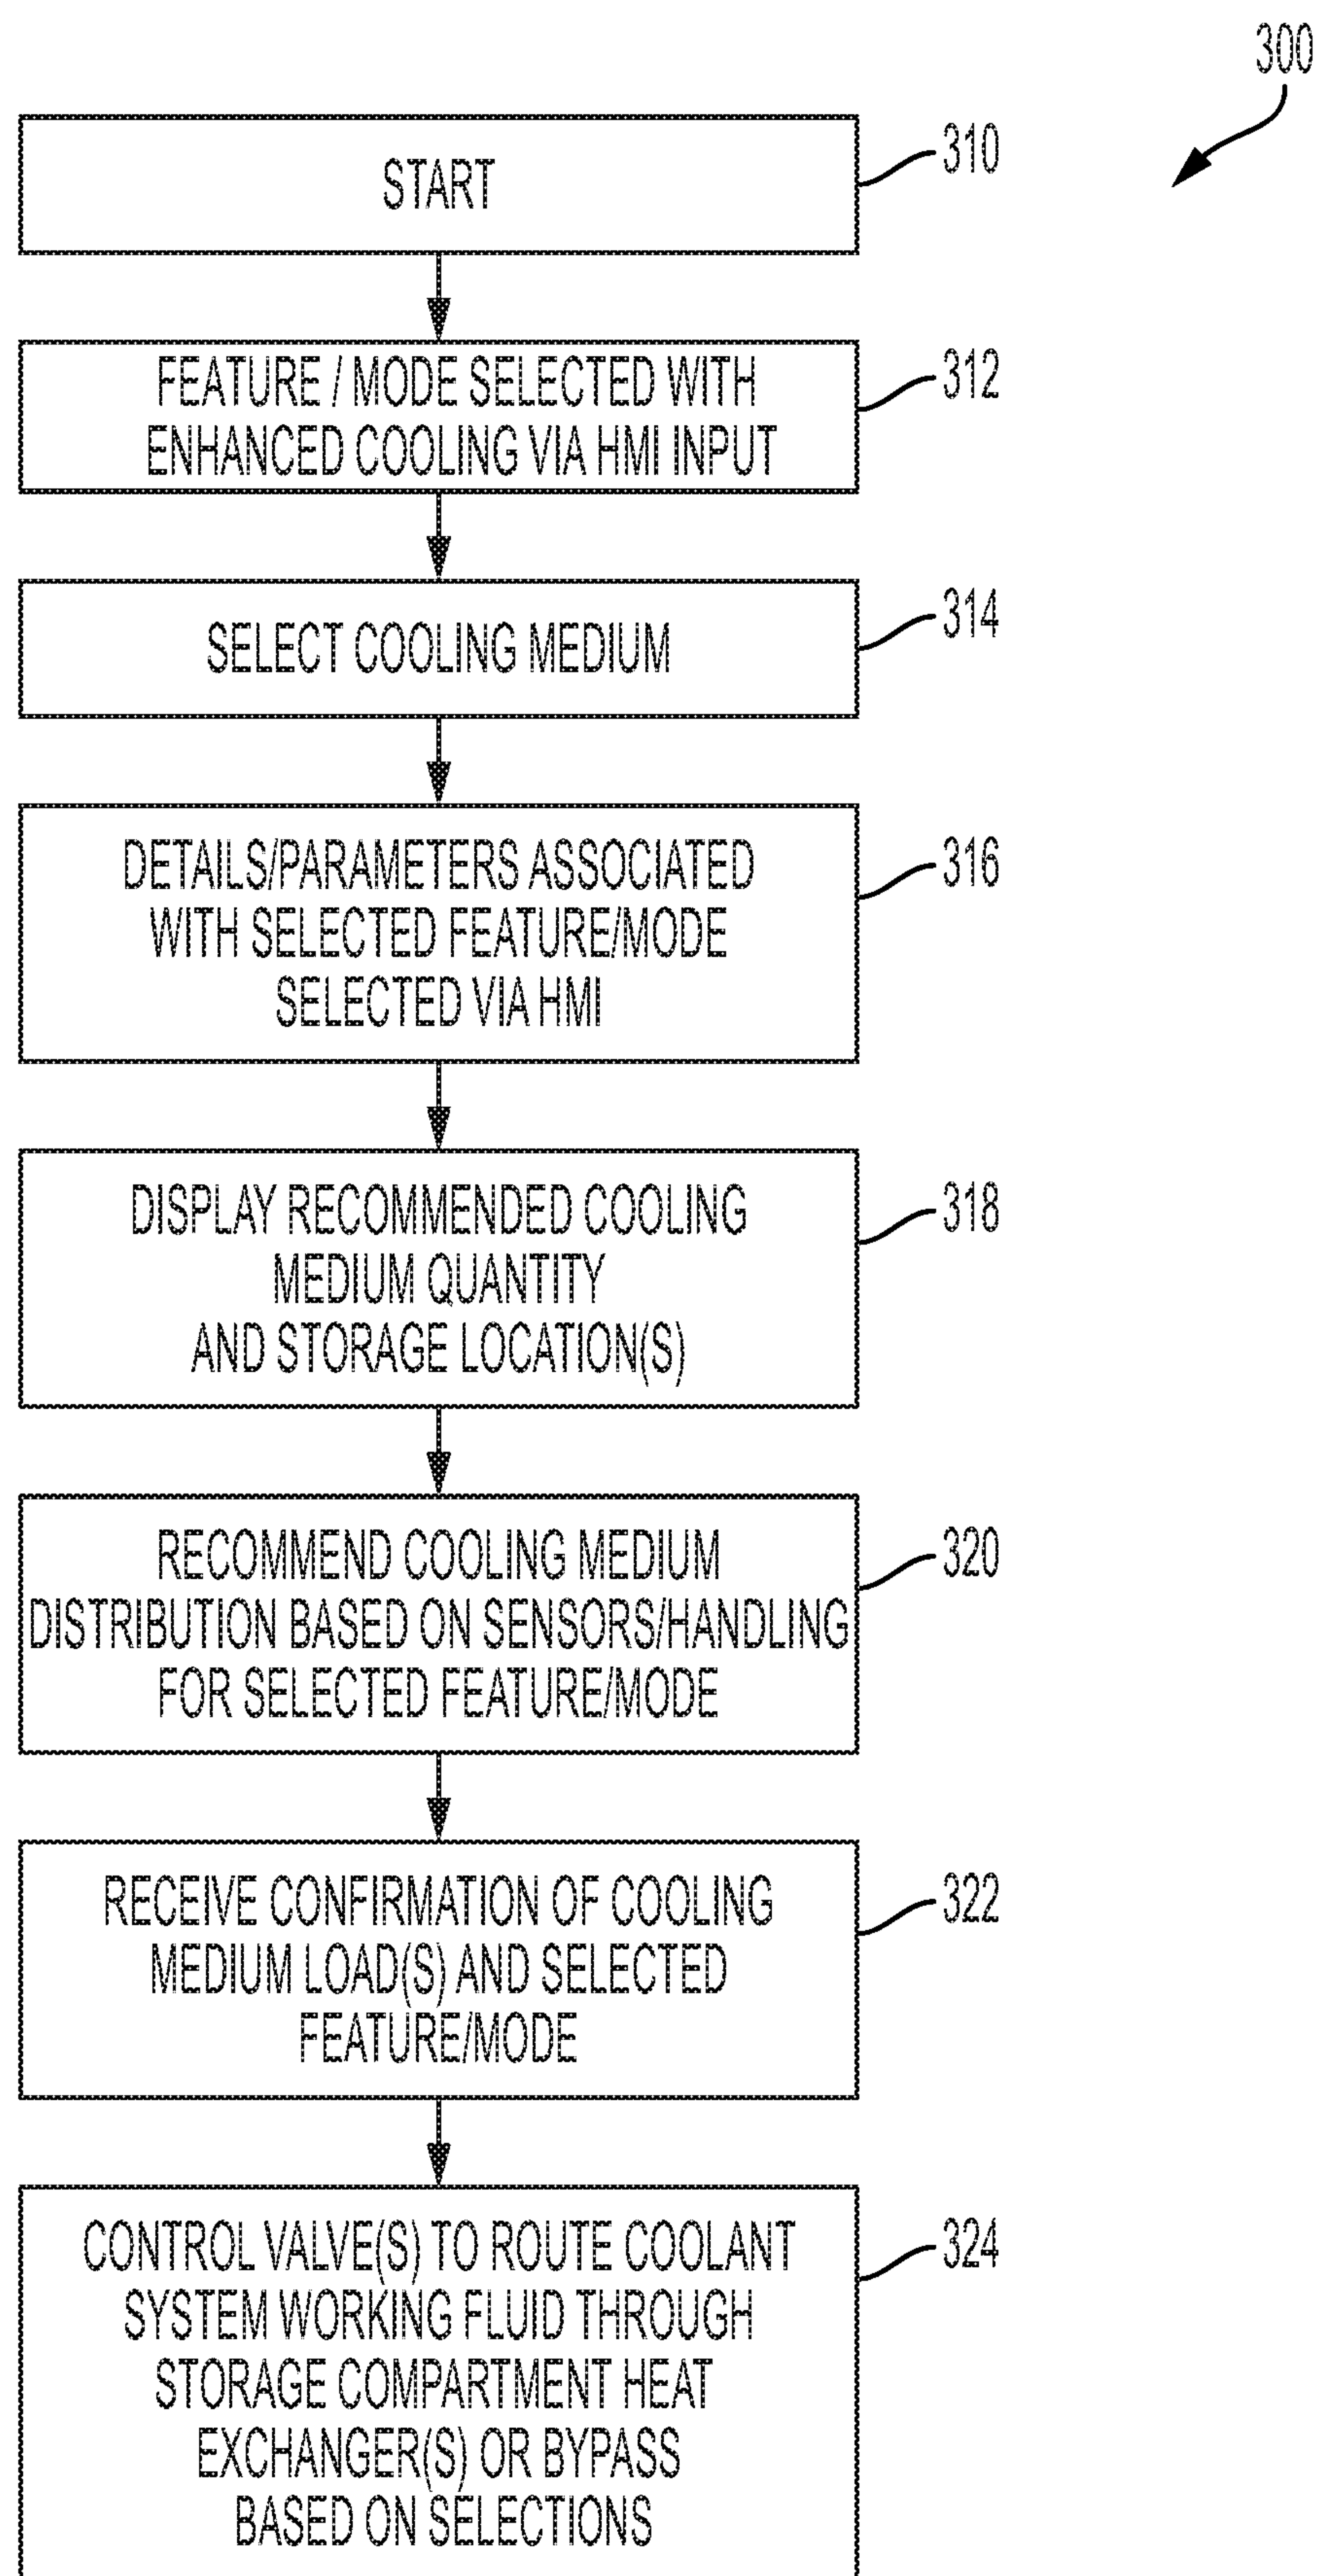 300
START
310
FEATURE / MODE SELECTED WITH
ENHANCED COOLING VIA HMI INPUT
312
SELECT COOLING MEDIUM
314
DETAILS/PARAMETERS ASSOCIATED
WITH SELECTED FEATURE/MODE
SELECTED VIA HMI
316
DISPLAY RECOMMENDED COOLING
MEDIUM QUANTITY
AND STORAGE LOCATION(S)
318
RECOMMEND COOLING MEDIUM
DISTRIBUTION BASED ON SENSORS/HANDLING
FOR SELECTED FEATURE/MODE
320
RECEIVE CONFIRMATION OF COOLING
MEDIUM LOAD(S) AND SELECTED
FEATURE/MODE
322
CONTROL VALVE(S) TO ROUTE COOLANT
SYSTEM WORKING FLUID THROUGH
STORAGE COMPARTMENT HEAT
EXCHANGER(S) OR BYPASS
BASED ON SELECTIONS
324